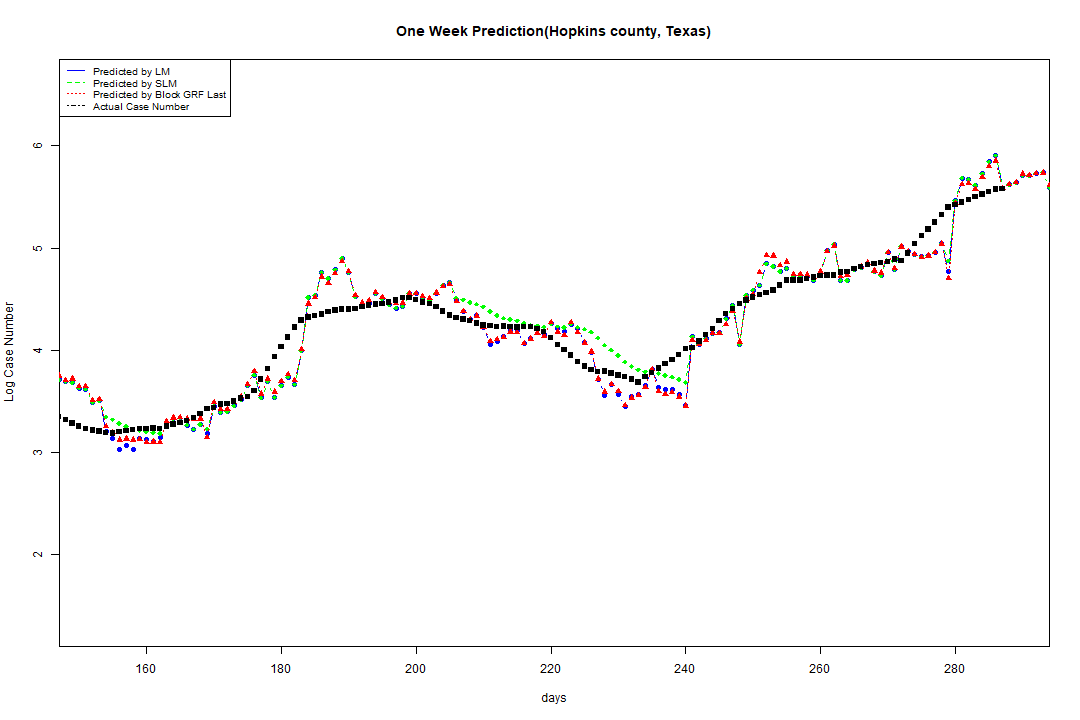 One Week Prediction(Hopkins county, Texas)
Predicted by LM
Predicted by SLM
Predicted by Block GRF Last
Actual Case Number
Log Case Number
6
5
4
3
2
160 180 200 220 240 260 280
days